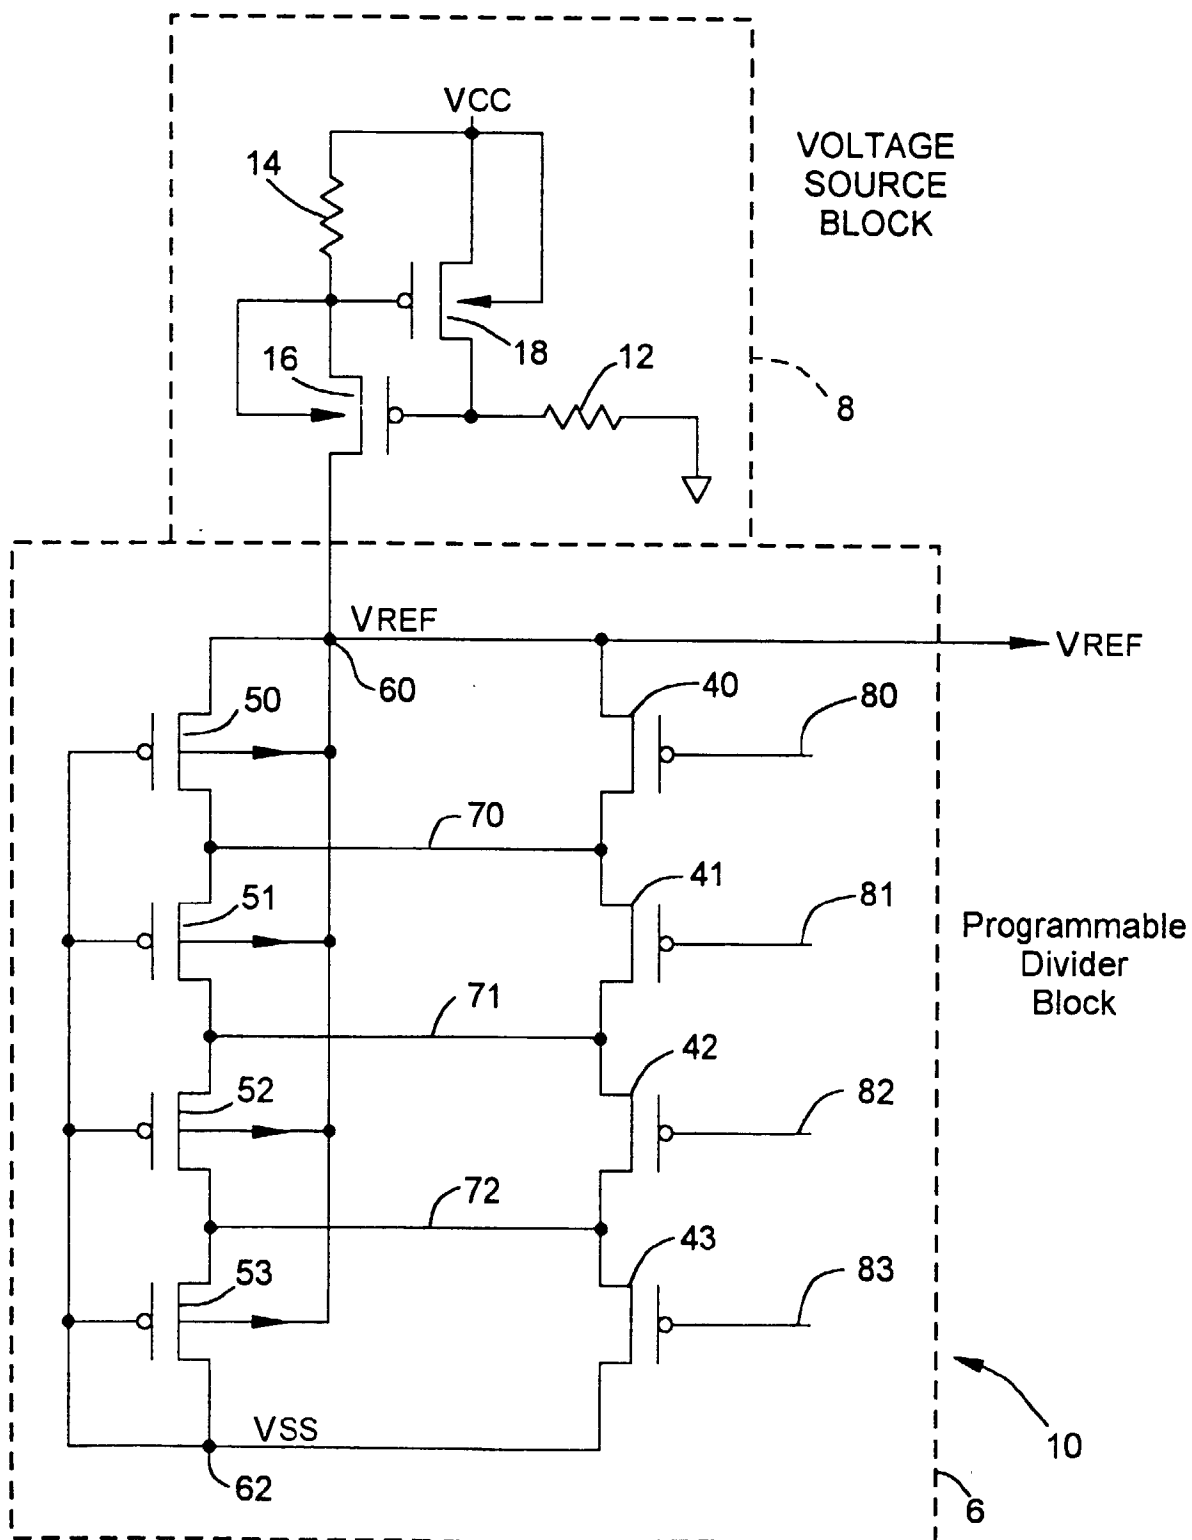 VCC
VOLTAGE
SOURCE
BLOCK
14
18
16
12
8
VREF
VREF
60
50
40
80
70
51
41
81
Programmable
Divider
Block
71
52
42
82
72
53
43
83
VSS
62
10
6